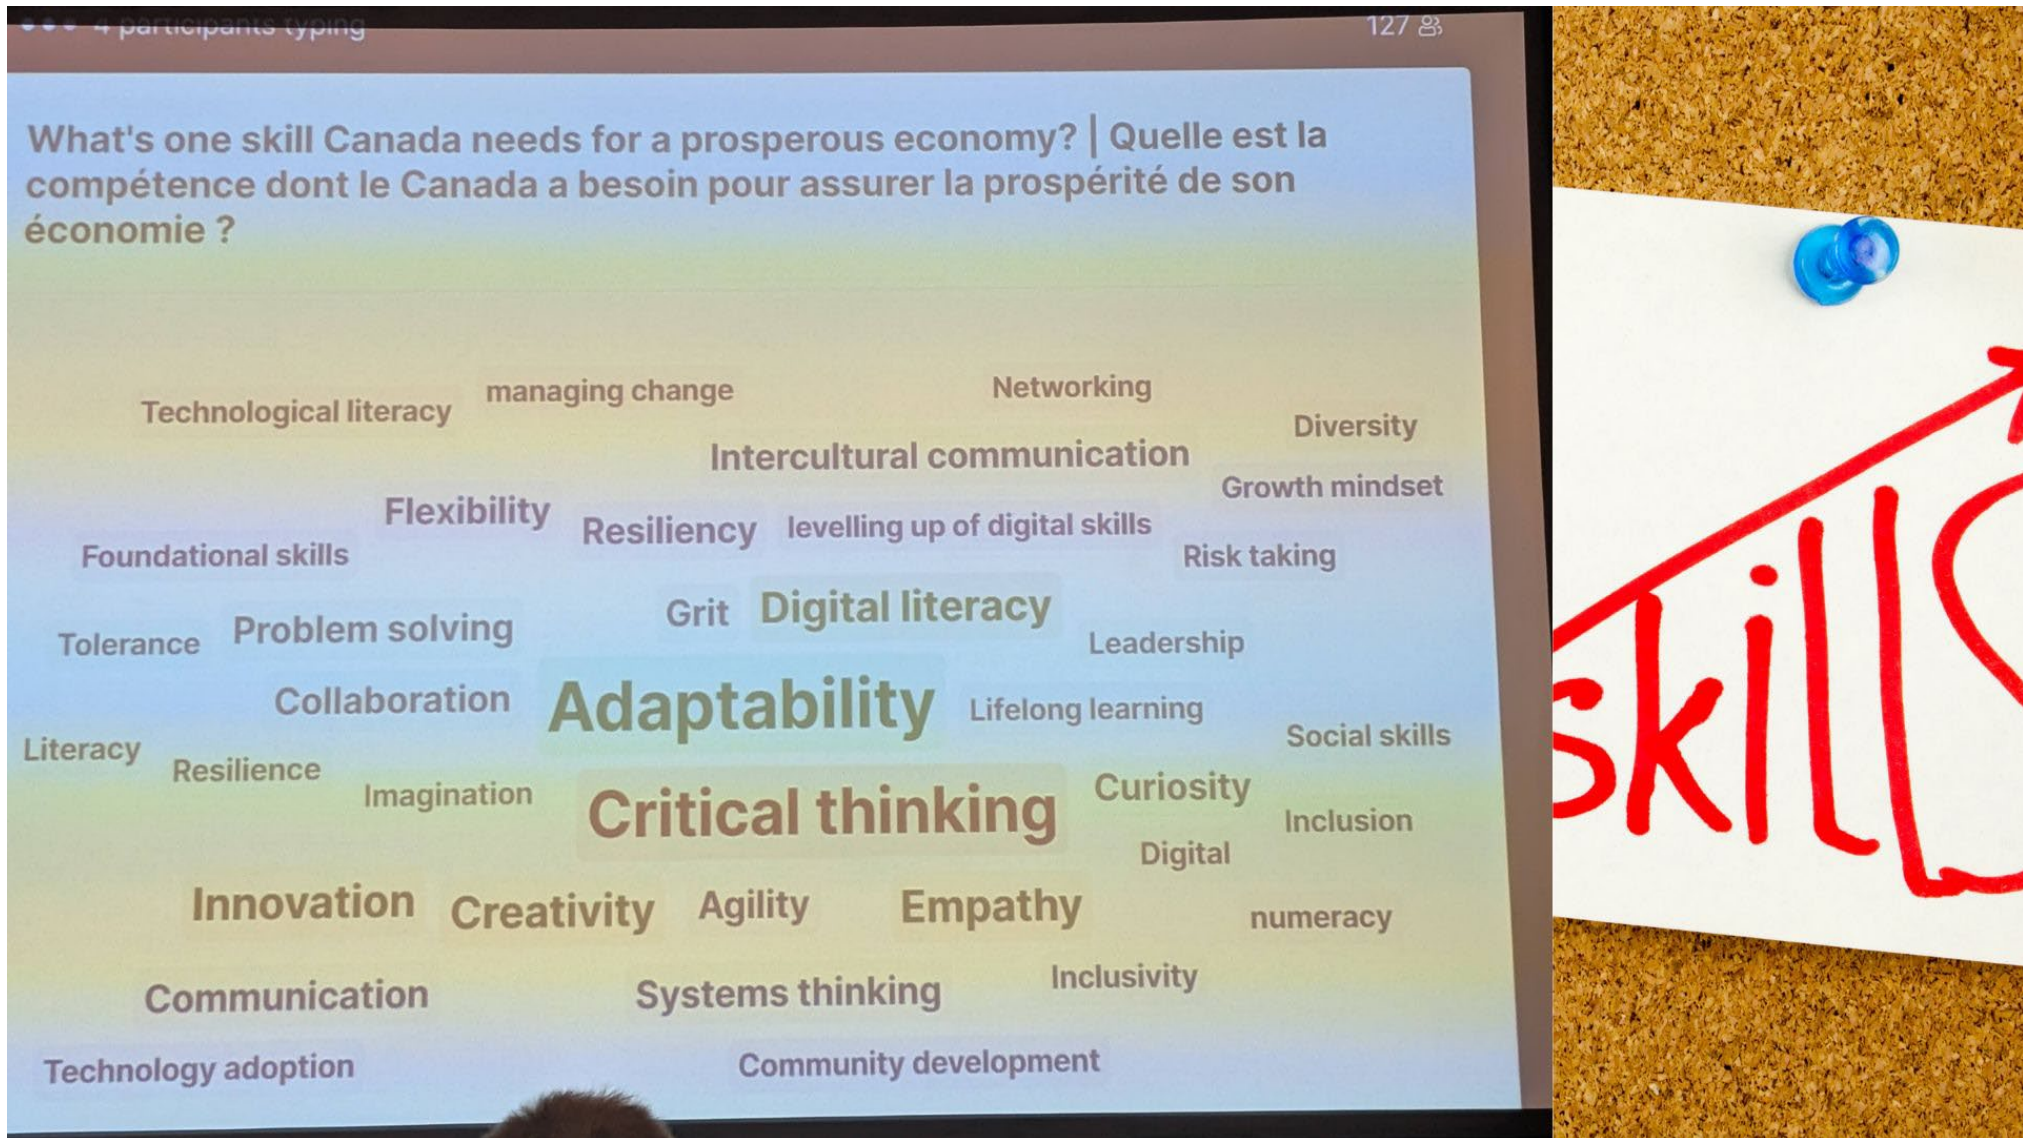 4 participants typing
127
What's one skill Canada needs for a prosperous economy? | Quelle est la
compétence dont le Canada a besoin pour assurer la prospérité de son
économie ?
managing change
Networking
Technological literacy
Diversity
Intercultural communication
Growth mindset
Flexibility
Resiliency
levelling up of digital skills
Foundational skills
Risk taking
Grit
Digital literacy
Tolerance
Problem solving
Leadership
Collaboration
Adaptability
Lifelong learning
Social skills
Literacy
Resilience
Imagination
Critical thinking
Curiosity
Inclusion
Digital
Innovation
Creativity
Agility
Empathy
numeracy
Communication
Systems thinking
Inclusivity
Technology adoption
Community development
skills